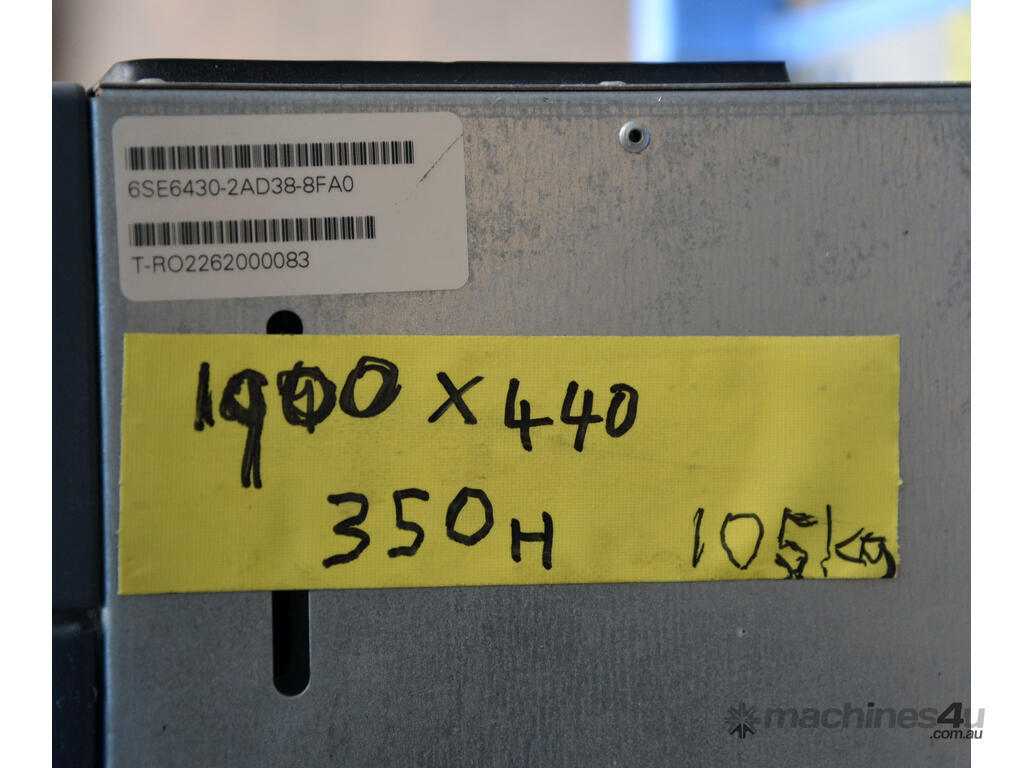 6SE6430-2AD38-8FA0
T-RO2262000083
1900 x 440
350H 105kg
machines4u
.com.au